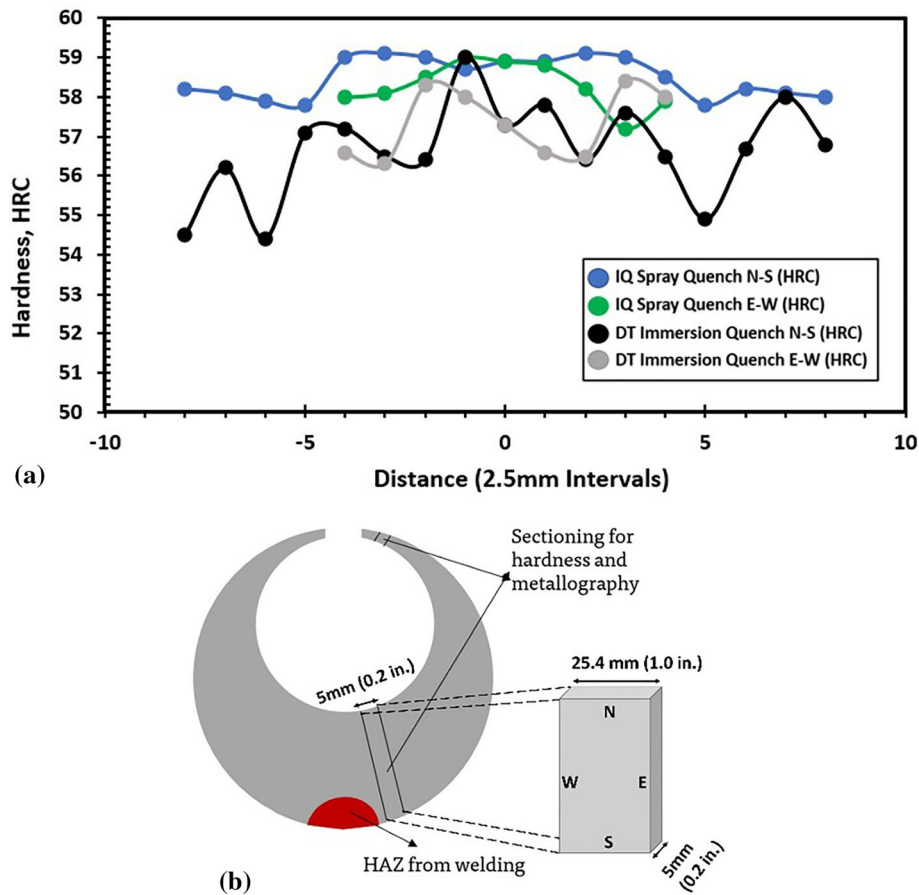 60
59
58
57
56
55
54
53
52
51
50
Hardness, HRC
IQ Spray Quench N-S (HRC)
IQ Spray Quench E-W (HRC)
DT Immersion Quench N-S (HRC)
DT Immersion Quench E-W (HRC)
-10 -5 0 5 10
(a) Distance (2.5mm Intervals)
Sectioning for
hardness and
metallography
25.4 mm (1.0 in.)
5mm (0.2 in.)
N
W E
S
5mm
(0.2 in.)
HAZ from welding
(b)